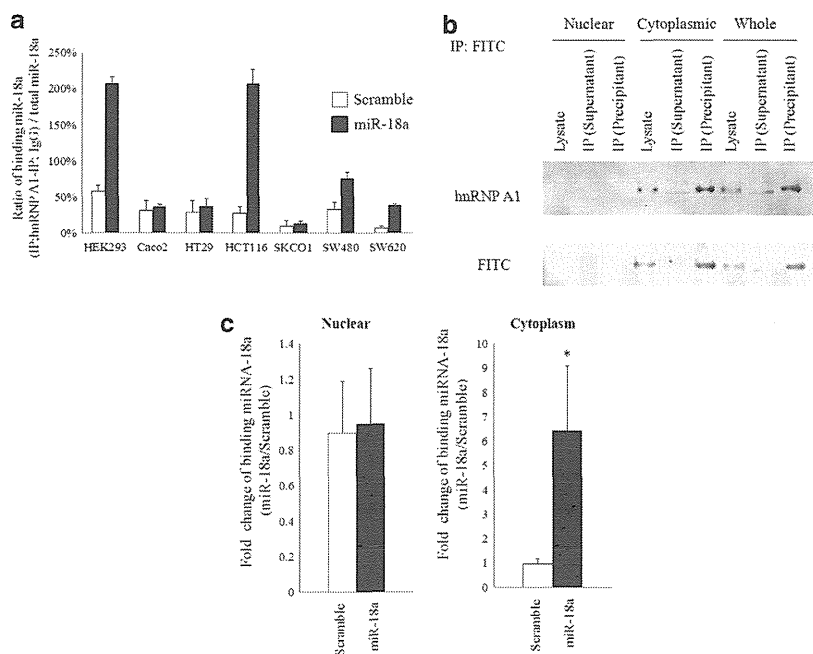 a
Ratio of binding miR-18a
(IP:hnRNP A1-IP: IgG) / total miR-18a
250%
200%
150%
100%
50%
0%
Scramble
miR-18a
HEK293 Caco2 HT29 HCT116 SKCO1 SW480 SW620
b
IP: FITC
Nuclear Cytoplasmic Whole
Lysate
IP (Supernatant)
IP (Precipitant)
Lysate
IP (Supernatant)
IP (Precipitant)
Lysate
IP (Supernatant)
IP (Precipitant)
hnRNP A1
FITC
c
Nuclear
Fold change of binding miRNA-18a
(miR-18a/Scramble)
1.4
1.2
1
0.8
0.6
0.4
0.2
0
Scramble
miR-18a
Cytoplasm
Fold change of binding miRNA-18a
(miR-18a/Scramble)
10
9
8
7
6
5
4
3
2
1
0
*
Scramble
miR-18a